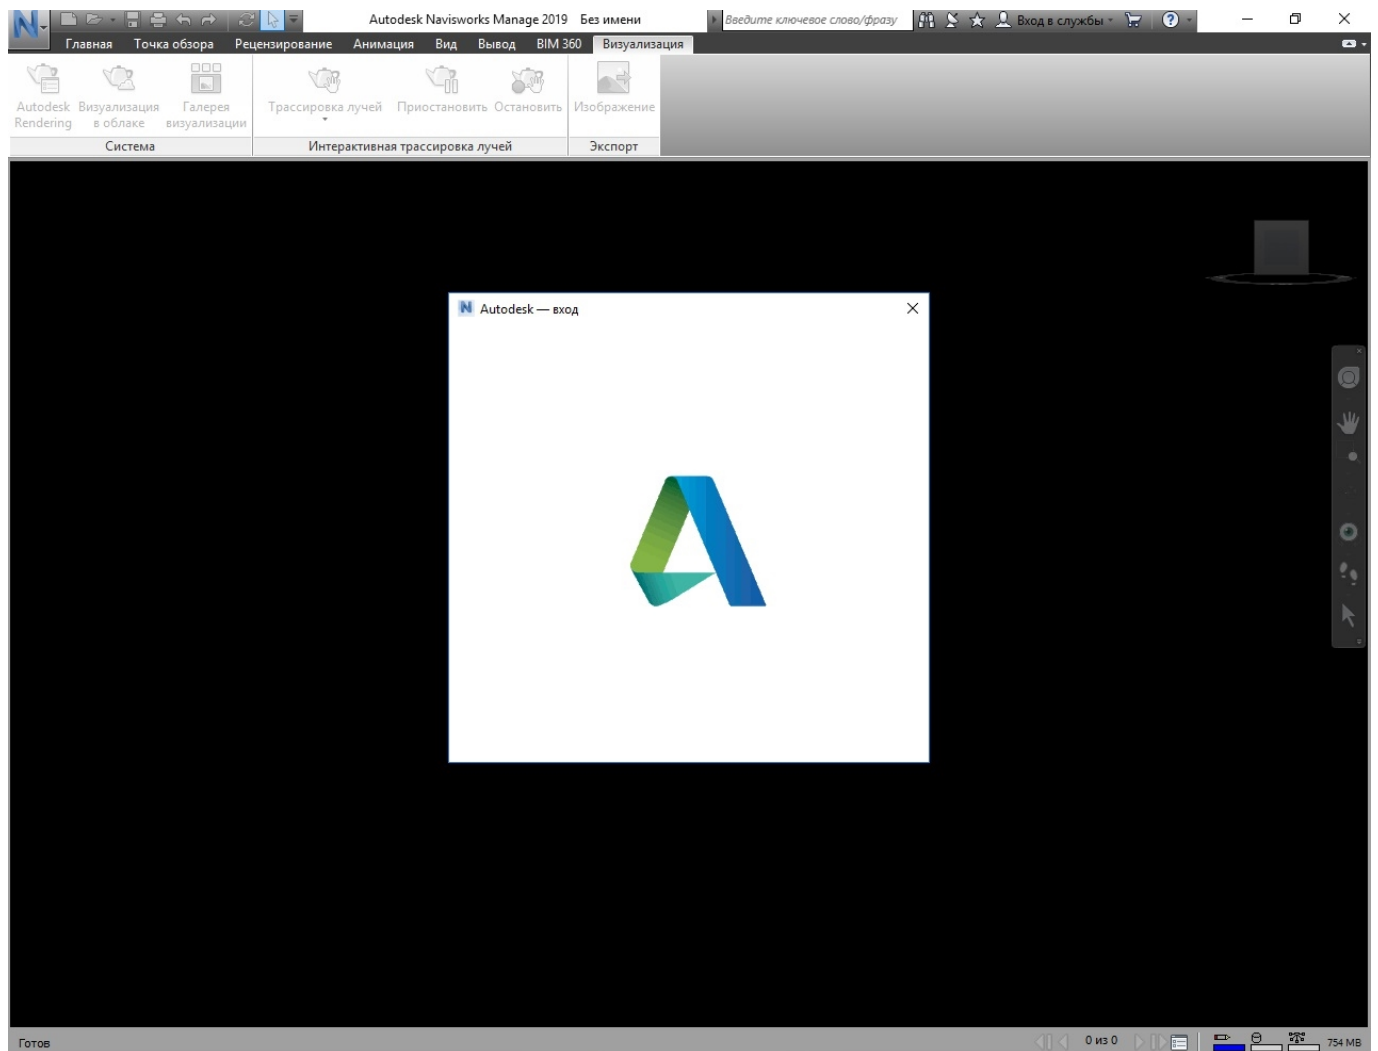 Autodesk Navisworks Manage 2019 Без имени
Введите ключевое слово/фразу
Вход в службы
Главная Точка обзора Рецензирование Анимация Вид Вывод BIM 360 Визуализация
Autodesk Rendering
Визуализация в облаке
Галерея визуализации
Трассировка лучей
Приостановить
Остановить
Изображение
Система
Интерактивная трассировка лучей
Экспорт
Autodesk — вход
Готов
0 из 0
754 MB